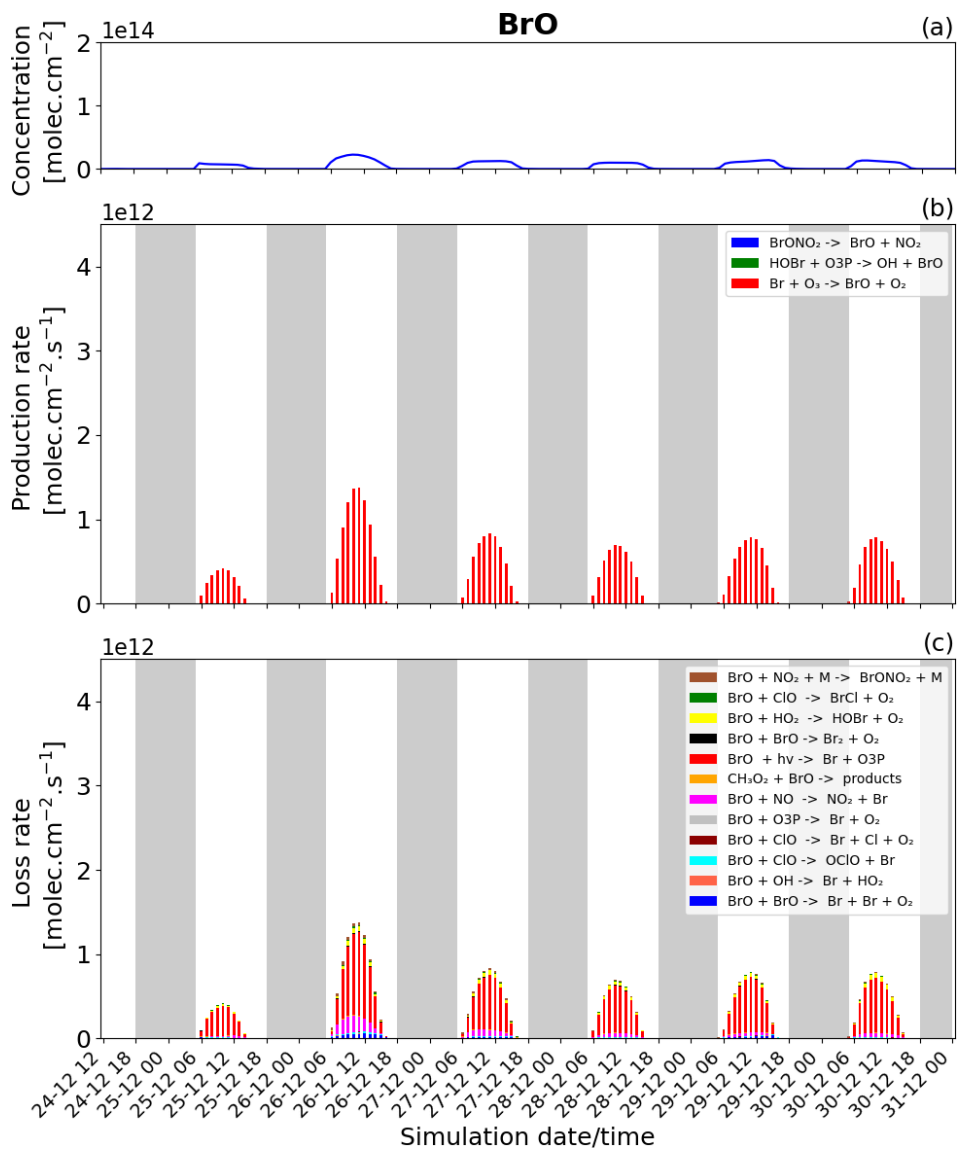 BrO
(a)
1e14
Concentration
[molec.cm⁻²]
2
1
0
(b)
1e12
Production rate
[molec.cm⁻².s⁻¹]
4
3
2
1
0
BrONO₂ -> BrO + NO₂
HOBr + O3P -> OH + BrO
Br + O₃ -> BrO + O₂
(c)
1e12
Loss rate
[molec.cm⁻².s⁻¹]
4
3
2
1
0
BrO + NO₂ + M -> BrONO₂ + M
BrO + ClO -> BrCl + O₂
BrO + HO₂ -> HOBr + O₂
BrO + BrO -> Br₂ + O₂
BrO + hv -> Br + O3P
CH₃O₂ + BrO -> products
BrO + NO -> NO₂ + Br
BrO + O3P -> Br + O₂
BrO + ClO -> Br + Cl + O₂
BrO + ClO -> OClO + Br
BrO + OH -> Br + HO₂
BrO + BrO -> Br + Br + O₂
24-12 12
24-12 18
25-12 00
25-12 06
25-12 12
25-12 18
26-12 00
26-12 06
26-12 12
26-12 18
27-12 00
27-12 06
27-12 12
27-12 18
28-12 00
28-12 06
28-12 12
28-12 18
29-12 00
29-12 06
29-12 12
29-12 18
30-12 00
30-12 06
30-12 12
30-12 18
31-12 00
Simulation date/time